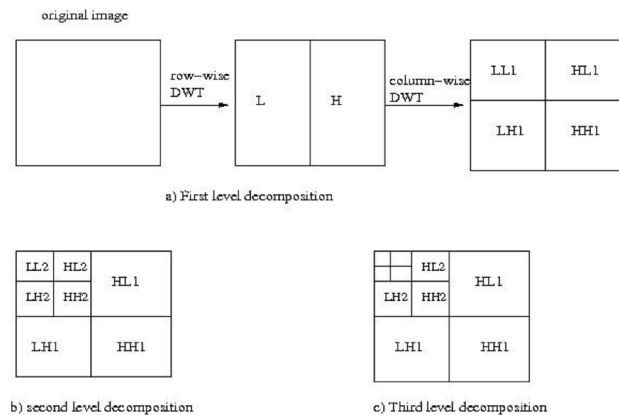 original image
row-wise
DWT
column-wise
DWT
L
H
LL1
HL1
LH1
HH1
a) First level decomposition
LL2
HL2
LH2
HH2
HL1
LH1
HH1
HL2
LH2
HH2
HL1
LH1
HH1
b) second level decomposition
c) Third level decomposition